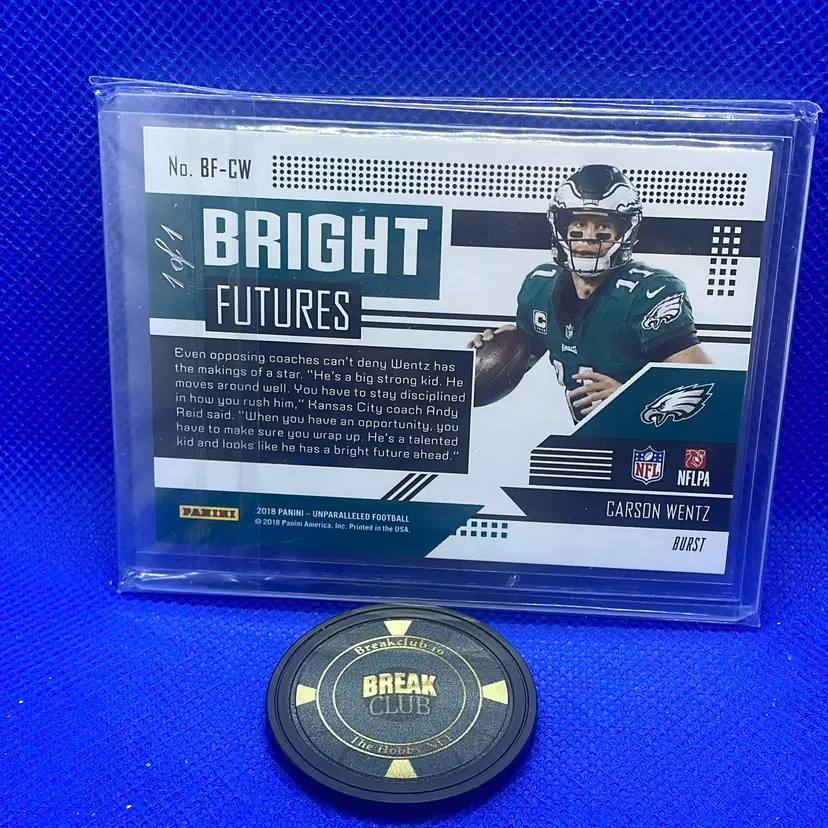 No. BF-CW
1 of 1
BRIGHT
FUTURES
Even opposing coaches can't deny Wentz has
the makings of a star. "He's a big strong kid. He
moves around well. You have to stay disciplined
in how you rush him," Kansas City coach Andy
Reid said. "When you have an opportunity, you
have to make sure you wrap up. He's a talented
kid and looks like he has a bright future ahead."
11
C
NFL
NFLPA
CARSON WENTZ
BURST
PANINI
2018 PANINI – UNPARALLELED FOOTBALL
© 2018 Panini America, Inc. Printed in the USA.
Breakclub.io
BREAK
CLUB
The Hobby